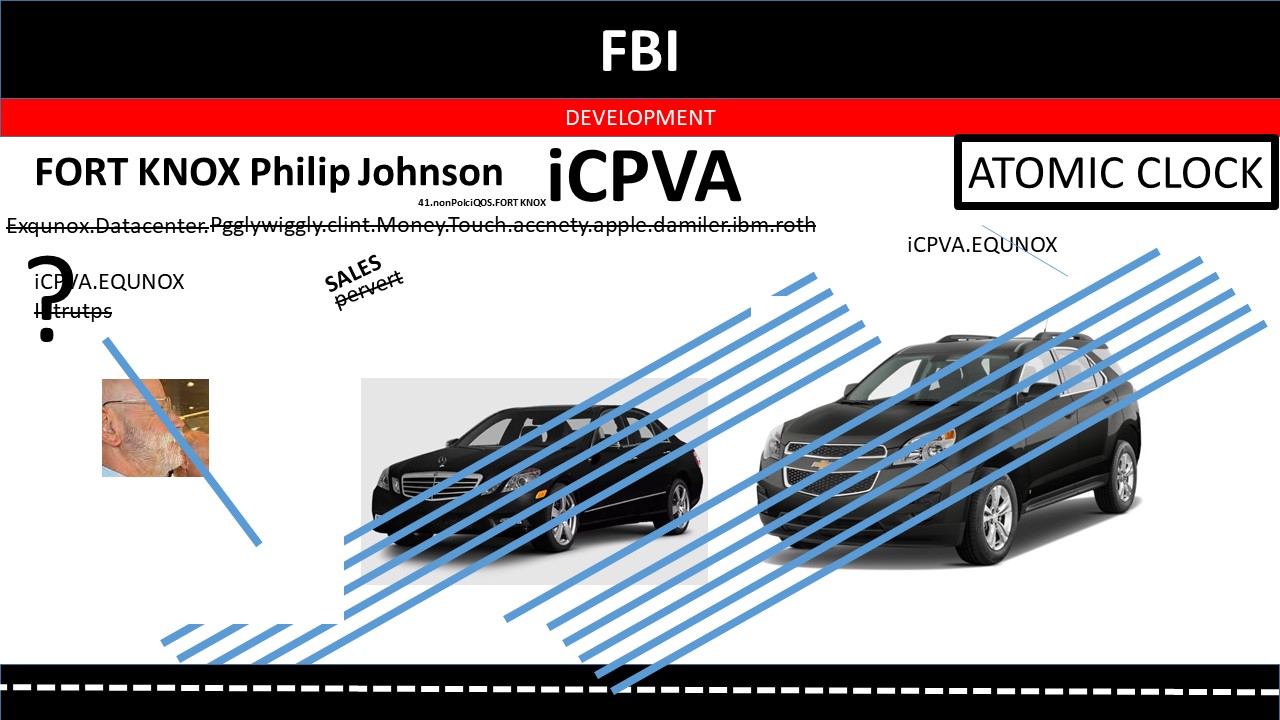 FBI
DEVELOPMENT
FORT KNOX Philip Johnson
iCPVA
ATOMIC CLOCK
41.nonPolciQOS.FORT KNOX
Exqunox.Datacenter.Pgglywiggly.clint.Money.Touch.accnety.apple.damiler.ibm.roth
iCPVA.EQUNOX
?
iCPVA.EQUNOX
SALES
pervert